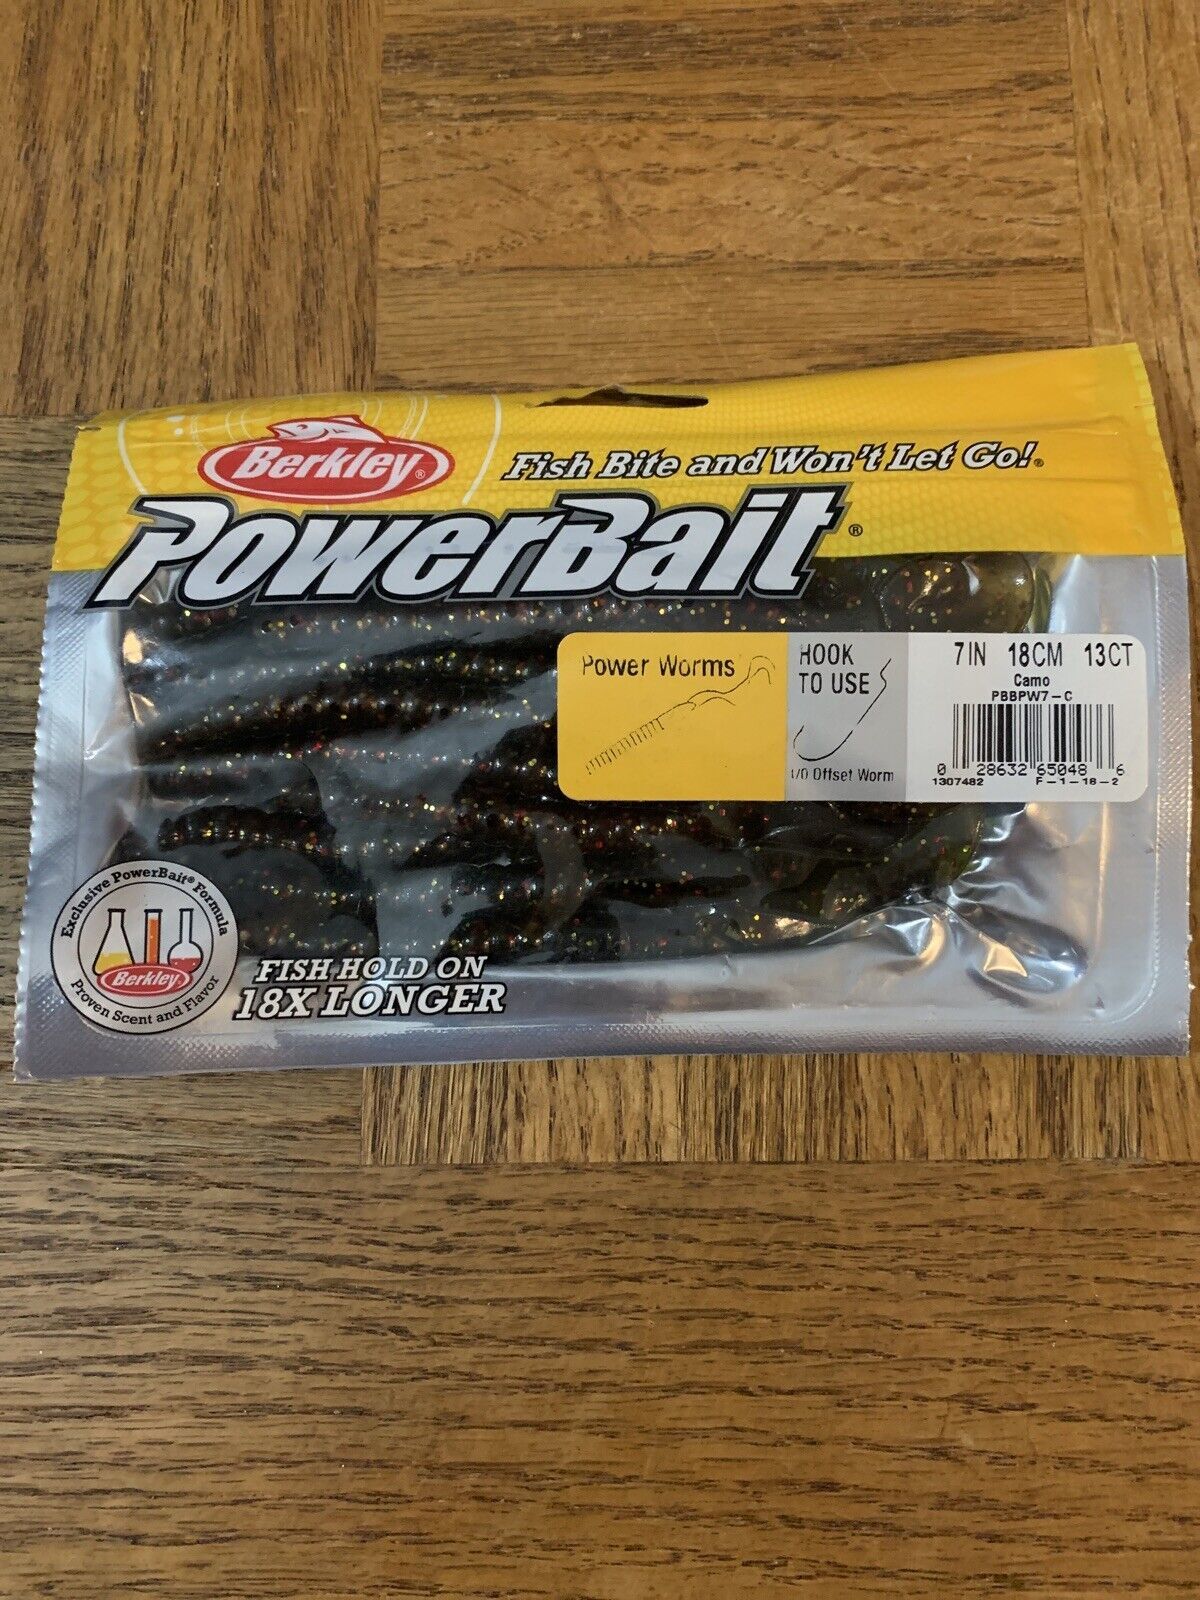 Berkley®
Fish Bite and Won't Let Go!®
PowerBait®
Power Worms
HOOK
TO USE
1/0 Offset Worm
7IN 18CM 13CT
Camo
PBBPW7-C
0 28632 65048 6
1307482 F-1-18-2
Exclusive PowerBait® Formula
Berkley
Proven Scent and Flavor
FISH HOLD ON
18X LONGER